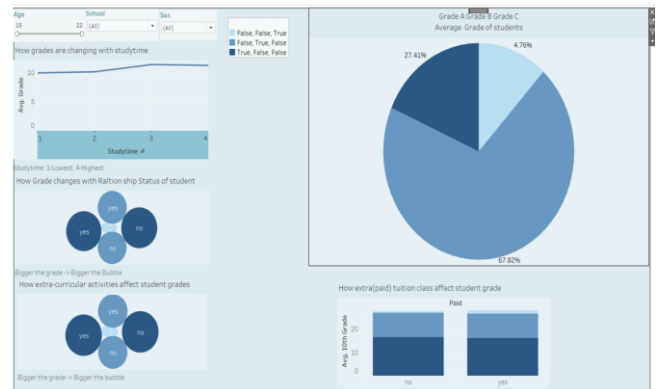 Age
School
Sex
15
22
(All)
(All)
False, False, True
False, True, False
True, False, False
How grades are changing with studytime
Avg. Grade
10
5
0
1
2
3
4
Studytime
Studytime: 1-Lowest, 4-Highest
How Grade changes with Raltion ship Status of student
yes
yes
no
no
Bigger the grade -> Bigger the Bubble
How extra-curricular activities affect student grades
yes
yes
no
no
Bigger the grade -> Bigger the bubble
Grade A Grade B Grade C
Average Grade of students
4.76%
27.41%
67.82%
How extra(paid) tuition class affect student grade
Paid
Avg. 10th Grade
20
10
0
no
yes